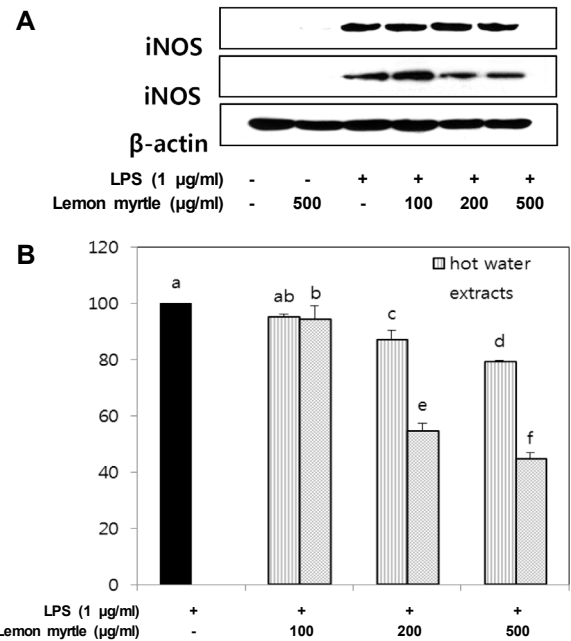 A
iNOS
iNOS
β-actin
LPS (1 μg/ml) - - + + + +
Lemon myrtle (μg/ml) - 500 - 100 200 500
B
120
100
80
60
40
20
0
a
ab b
c
e
d
f
hot water
extracts
LPS (1 μg/ml) + + + +
Lemon myrtle (μg/ml) - 100 200 500